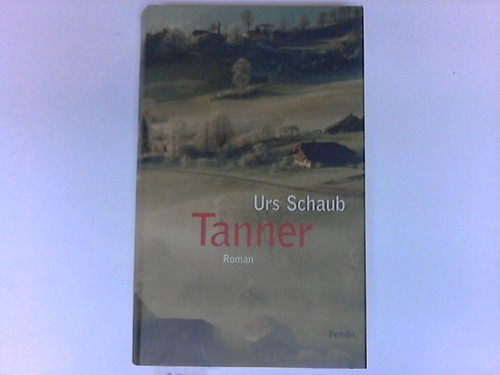 Urs Schaub
Tanner
Roman
Pendo